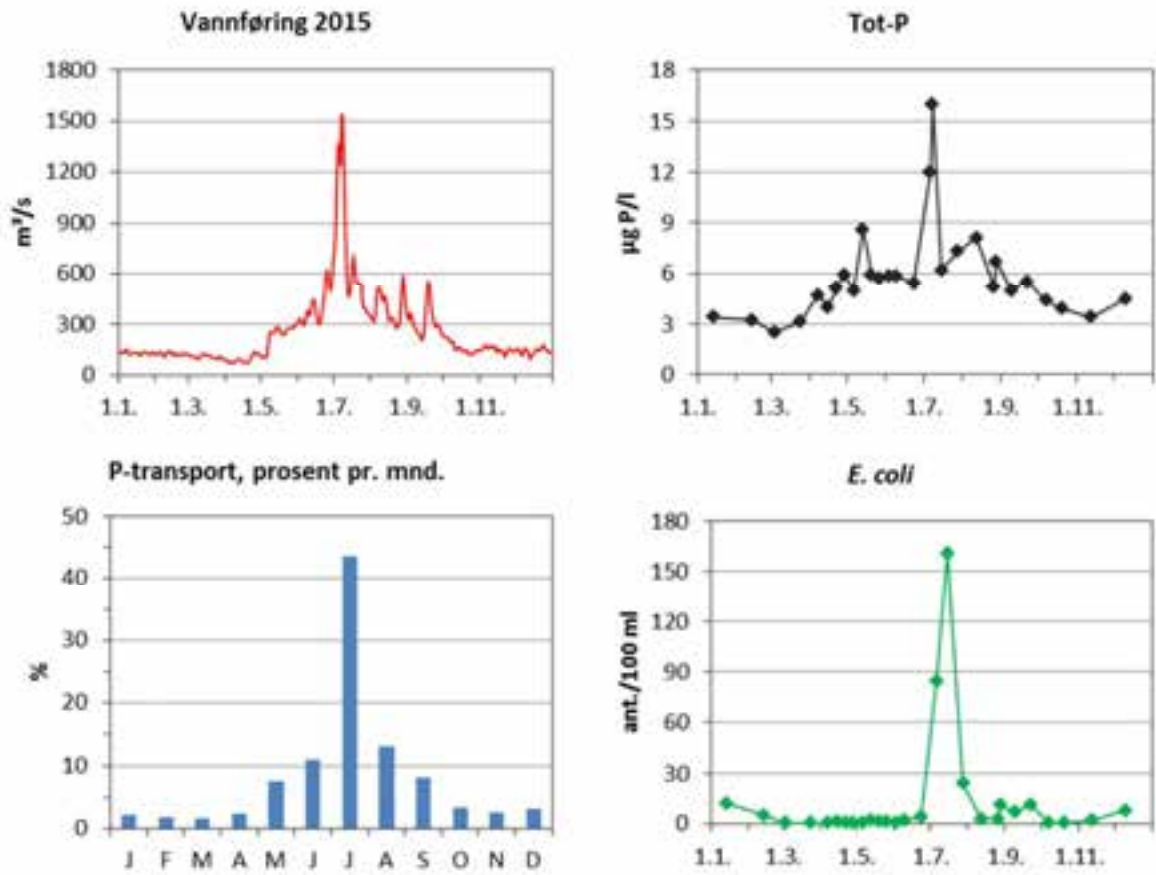 Vannføring 2015
1800
1500
1200
900
600
300
0
m³/s
1.1. 1.3. 1.5. 1.7. 1.9. 1.11.
Tot-P
18
15
12
9
6
3
0
µg P/l
1.1. 1.3. 1.5. 1.7. 1.9. 1.11.
P-transport, prosent pr. mnd.
50
40
30
20
10
0
%
J F M A M J J A S O N D
E. coli
180
150
120
90
60
30
0
ant./100 ml
1.1. 1.3. 1.5. 1.7. 1.9. 1.11.